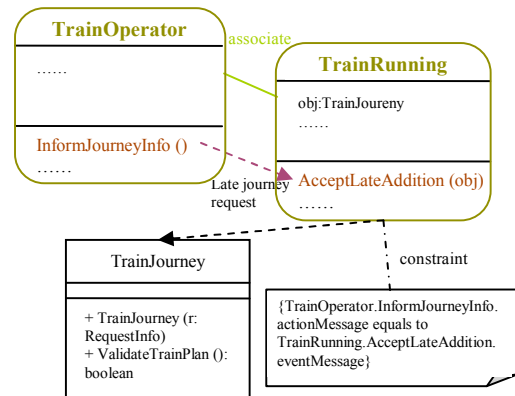 TrainOperator
associate
……
InformJourneyInfo ()
……
TrainRunning
obj:TrainJoureny
……
AcceptLateAddition (obj)
……
Late journey
request
TrainJourney
+ TrainJourney (r:
RequestInfo)
+ ValidateTrainPlan ():
boolean
constraint
{TrainOperator.InformJourneyInfo.
actionMessage equals to
TrainRunning.AcceptLateAddition.
eventMessage}